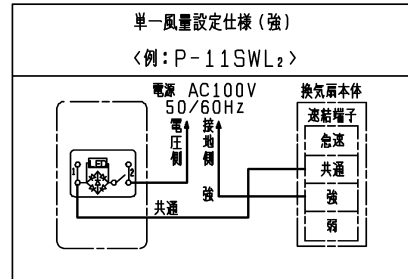 単一風量設定仕様（強）
〈例：P-11SWL₂〉
電源 AC100V
50/60Hz
換気扇本体
速結端子
電圧側
接地側
急速
LED
1
2
共通
強
強
共通
弱